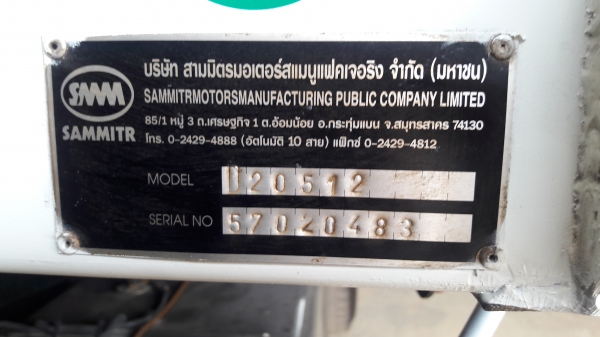 บริษัท สามมิตรมอเตอร์สแมนูแฟคเจอริง จำกัด (มหาชน)
SAMMITRMOTORSMANUFACTURING PUBLIC COMPANY LIMITED
85/1 หมู่ 3 ถ.เศรษฐกิจ 1 ต.อ้อมน้อย อ.กระทุ่มแบน จ.สมุทรสาคร 74130
โทร. 0-2429-4888 (อัตโนมัติ 10 สาย) แฟ็กซ์ 0-2429-4812
SMM
SAMMITR
MODEL 120512
SERIAL NO 57040483